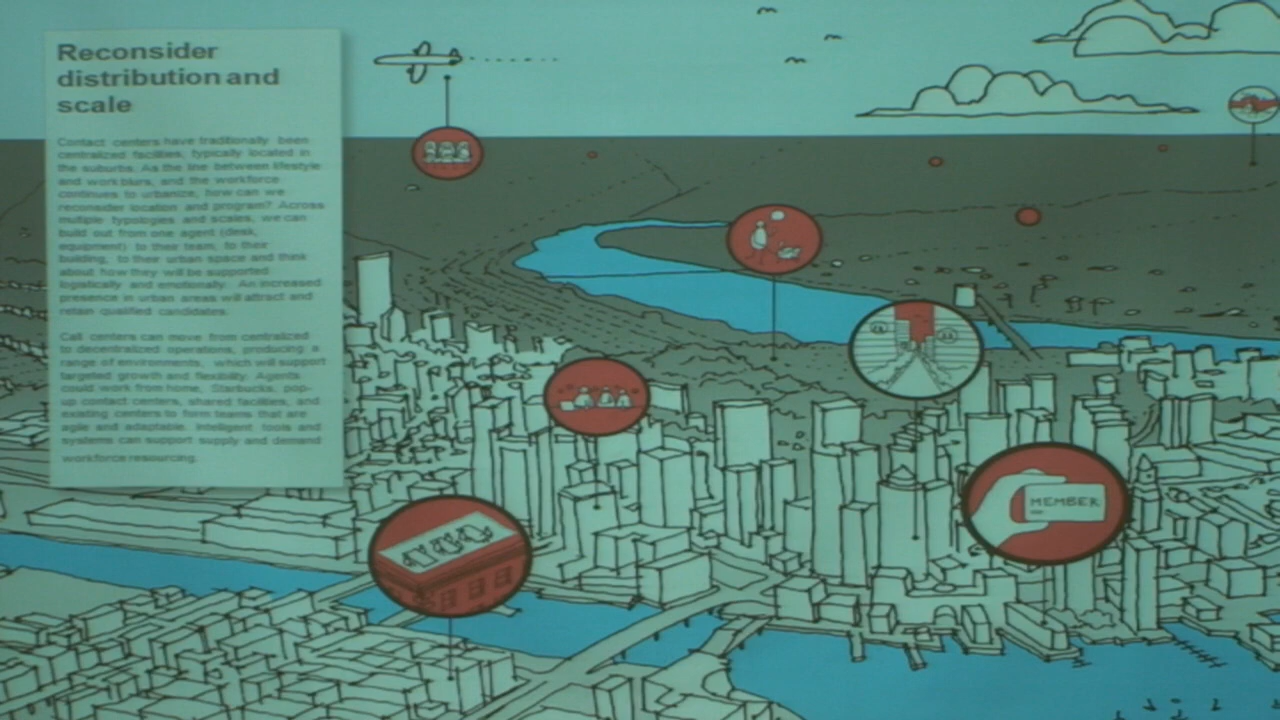 Reconsider
distribution and
scale
Contact centers have traditionally been
centralized facilities, typically located in
the suburbs. As the line between lifestyle
and work blurs, and the workforce
continues to urbanize, how can we
reconsider location and program? Across
multiple typologies and scales, we can
build out from one agent (desk,
equipment) to their team, to their
building, to their urban space and think
about how they will be supported
logistically and emotionally. An increased
presence in urban areas will attract and
retain qualified candidates.
Call centers can move from centralized
to decentralized operations, producing a
range of environments, which will support
targeted growth and flexibility. Agents
could work from home, Starbucks, pop-
up contact centers, shared facilities, and
existing centers to form teams that are
agile and adaptable. Intelligent tools and
systems can support supply and demand
workforce resourcing.
MEMBER